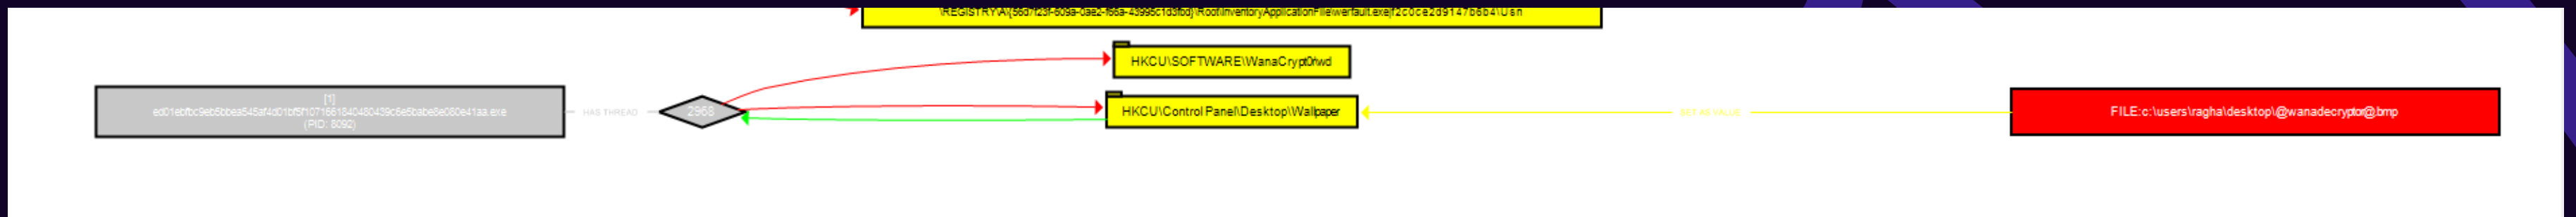 \REGISTRY\A\{56d7f23f-609a-0ae2-f66a-43995c1d3fbd}\Root\InventoryApplicationFile\werfault.exe|f2c0ce2d9147b6b4\Usn
HKCU\SOFTWARE\WanaCrypt0r\wd
[1]
ed01ebfbc9eb5bbea545af4d01bf5f1071661840480439c6e5babe8e080e41aa.exe
(PID: 8092)
HAS THREAD
2968
HKCU\Control Panel\Desktop\Wallpaper
SET AS VALUE
FILE:c:\users\ragha\desktop\@wanadecryptor@.bmp